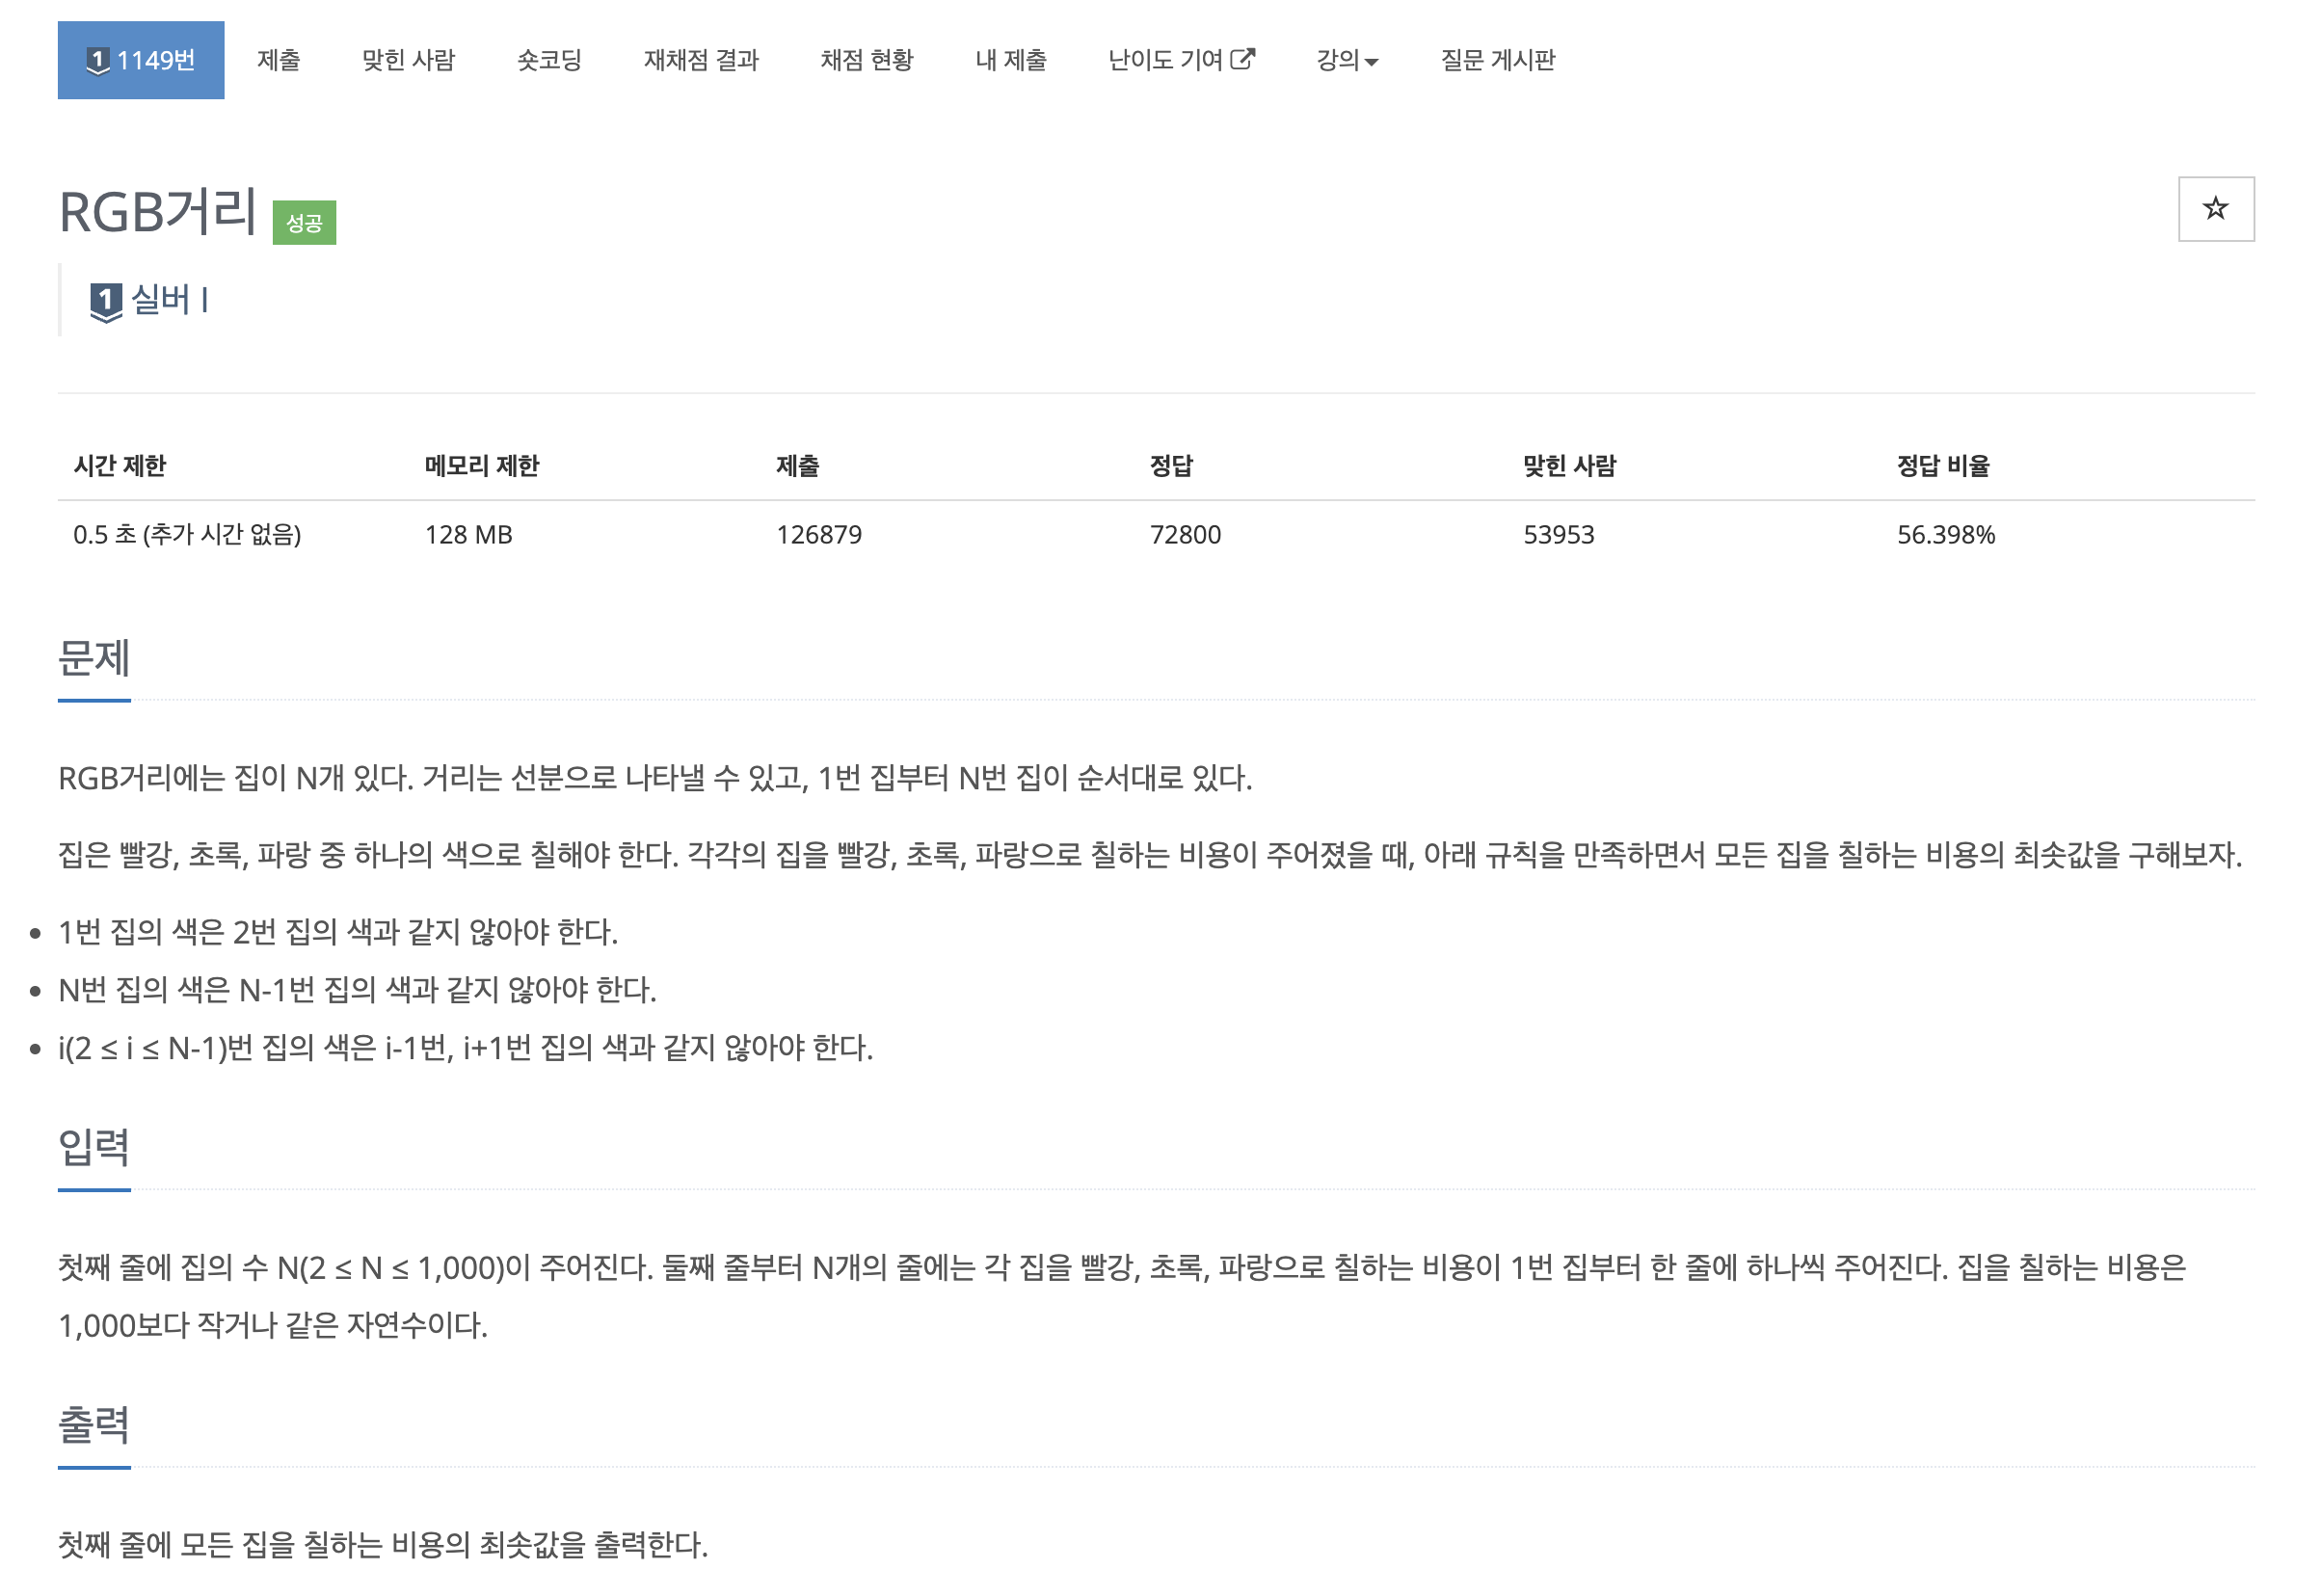 1 1149번 제출 맞힌 사람 숏코딩 재채점 결과 채점 현황 내 제출 난이도 기여 강의 질문 게시판
RGB거리 성공
1 실버 I
시간 제한 메모리 제한 제출 정답 맞힌 사람 정답 비율
0.5 초 (추가 시간 없음) 128 MB 126879 72800 53953 56.398%
문제
RGB거리에는 집이 N개 있다. 거리는 선분으로 나타낼 수 있고, 1번 집부터 N번 집이 순서대로 있다.
집은 빨강, 초록, 파랑 중 하나의 색으로 칠해야 한다. 각각의 집을 빨강, 초록, 파랑으로 칠하는 비용이 주어졌을 때, 아래 규칙을 만족하면서 모든 집을 칠하는 비용의 최솟값을 구해보자.
• 1번 집의 색은 2번 집의 색과 같지 않아야 한다.
• N번 집의 색은 N-1번 집의 색과 같지 않아야 한다.
• i(2 ≤ i ≤ N-1)번 집의 색은 i-1번, i+1번 집의 색과 같지 않아야 한다.
입력
첫째 줄에 집의 수 N(2 ≤ N ≤ 1,000)이 주어진다. 둘째 줄부터 N개의 줄에는 각 집을 빨강, 초록, 파랑으로 칠하는 비용이 1번 집부터 한 줄에 하나씩 주어진다. 집을 칠하는 비용은
1,000보다 작거나 같은 자연수이다.
출력
첫째 줄에 모든 집을 칠하는 비용의 최솟값을 출력한다.